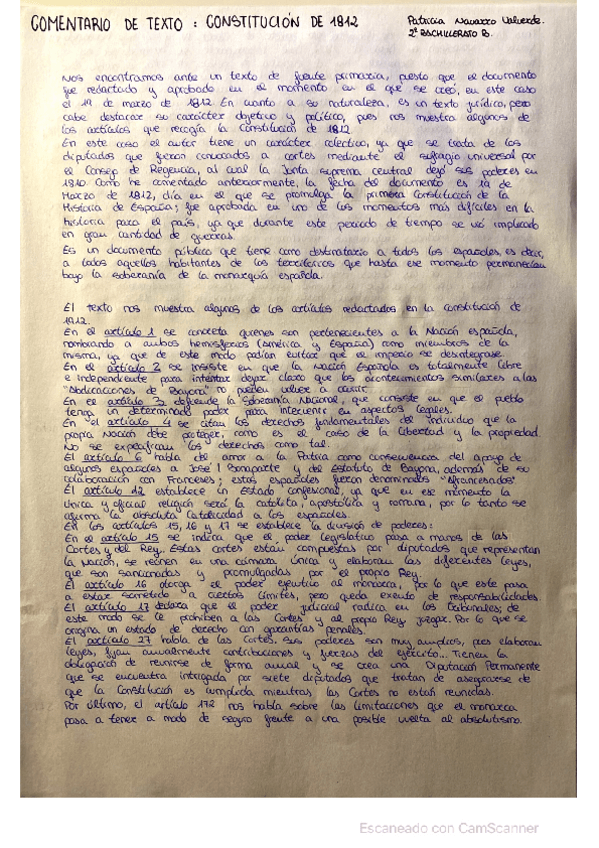 COMENTARIO DE TEXTO : CONSTITUCIÓN DE 1812
Patricia Navarro Valverde.
2º BACHILLERATO B.
Nos encontramos ante un texto de fuente primaria, puesto que el documento
fue redactado y aprobado en el momento en el que se creó, en este caso
el 19 de marzo de 1812. En cuanto a su naturaleza, es un texto jurídico, pero
cabe destacar su carácter objetivo y político, pues nos muestra algunos de
los artículos que recogía la Constitución de 1812.
En este caso el autor tiene un carácter colectivo, ya que se trata de los
diputados que fueron convocados a cortes mediante el sufragio universal por
el Consejo de Regencia, al cual la Junta suprema central dejó sus poderes en
1810. Como he comentado anteriormente, la fecha del documento es 19 de
Marzo de 1812, día en el que se promulga la primera Constitución de la
Historia de España; fue aprobada en uno de los momentos más difíciles en la
historia para el país, ya que durante este periodo de tiempo se vió implicado
en gran cantidad de guerras.
Es un documento público que tiene como destinatario a todos los españoles, es decir,
a todos aquellos habitantes de los territorios que hasta ese momento permanecían
bajo la soberanía de la monarquía española.
El texto nos muestra algunos de los artículos redactados en la constitución de
1812.
En el artículo 1 se concreta quienes son pertenecientes a la Nación española,
nombrando a ambos hemisferios (América y España) como miembros de la
misma, ya que de este modo podían evitar que el imperio se desintegrase.
En el artículo 2 se insiste en que la Nación Española es totalmente libre
e independiente para intentar dejar claro que los acontecimientos similares a las
"Abdicaciones de Bayona" no pueden volver a ocurrir.
En el artículo 3, defiende la Soberanía Nacional, que consiste en que el pueblo
tenga un determinado poder para intervenir en aspectos legales.
En el artículo 4 se citan los derechos fundamentales del individuo que la
propia Nación debe proteger, como es el caso de la libertad y la propiedad.
No se especifican los derechos como tal.
El artículo 6 habla del amor a la Patria como consecuencia del apoyo de
algunos españoles a José I Bonaparte y del Estatuto de Bayona, además de su
colaboración con Franceses; estos españoles fueron denominados "afrancesados"
El artículo 12 establece un Estado confesional, ya que en ese momento la
única y oficial religión será la católica, apostólica y romana, por lo tanto se
afirma la absoluta catolicidad a los españoles.
En los artículos 15, 16 y 17 se establece la división de poderes:
En el artículo 15 se indica que el poder legislativo pasa a manos de las
Cortes y del Rey. Estas cortes están compuestas por diputados que representan
la Nación, se reúnen en una cámara única y elaboran las diferentes leyes,
que son sancionadas y promulgadas por el propio Rey.
El artículo 16 otorga el poder ejecutivo al monarca, por lo que este pasa
a estar sometido a ciertos límites, pero queda exento de responsabilidades.
El artículo 17 declara que el poder judicial radica en los tribunales; de
este modo se le prohíben a las Cortes y al propio Rey juzgar. Por lo que se
origina un estado de derecho con garantías penales.
El artículo 27 habla de las Cortes. Sus poderes son muy amplios, pues elaboran
leyes, fijan anualmente contribuciones y fuerzas del ejército... Tienen la
obligación de reunirse de forma anual y se crea una Diputación Permanente
que se encuentra integrada por siete diputados que tratan de asegurarse de
que la Constitución es cumplida mientras las Cortes no están reunidas.
Por último, el artículo 172 nos habla sobre las limitaciones que el monarca
pasa a tener a modo de seguro frente a una posible vuelta al absolutismo.
Escaneado con CamScanner